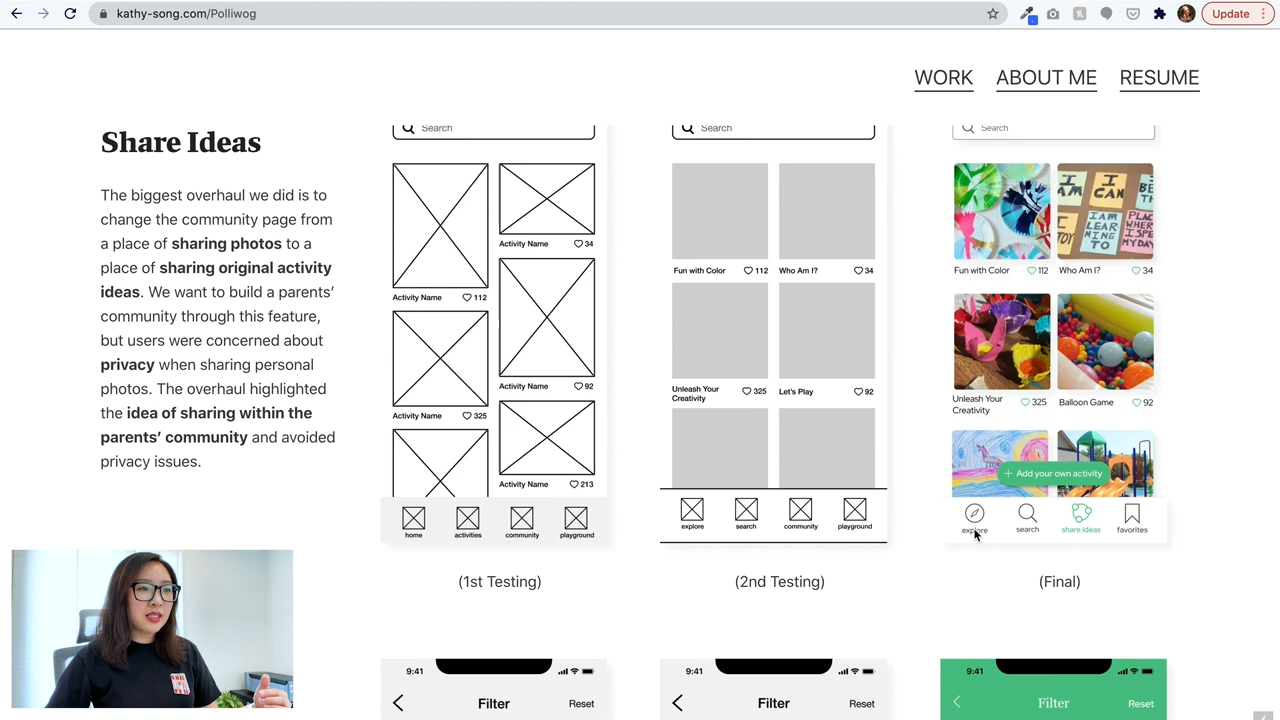 kathy-song.com/Polliwog
Update
WORK
ABOUT ME
RESUME
Share Ideas
The biggest overhaul we did is to
change the community page from
a place of sharing photos to a
place of sharing original activity
ideas. We want to build a parents'
community through this feature,
but users were concerned about
privacy when sharing personal
photos. The overhaul highlighted
the idea of sharing within the
parents' community and avoided
privacy issues.
Search
Activity Name 34
Activity Name 112
Activity Name 92
Activity Name 325
Activity Name 213
home activities community playground
(1st Testing)
Search
Fun with Color 112
Who Am I? 34
Unleash Your
Creativity 325
Let's Play 92
explore search community playground
(2nd Testing)
Search
I AM
I CAN
I AM
LEAR
NING
TO
Fun with Color 112
Who Am I? 34
Unleash Your
Creativity 325
Balloon Game 92
+ Add your own activity
explore search share ideas favorites
(Final)
9:41
Filter
Reset
9:41
Filter
Reset
9:41
Filter
Reset